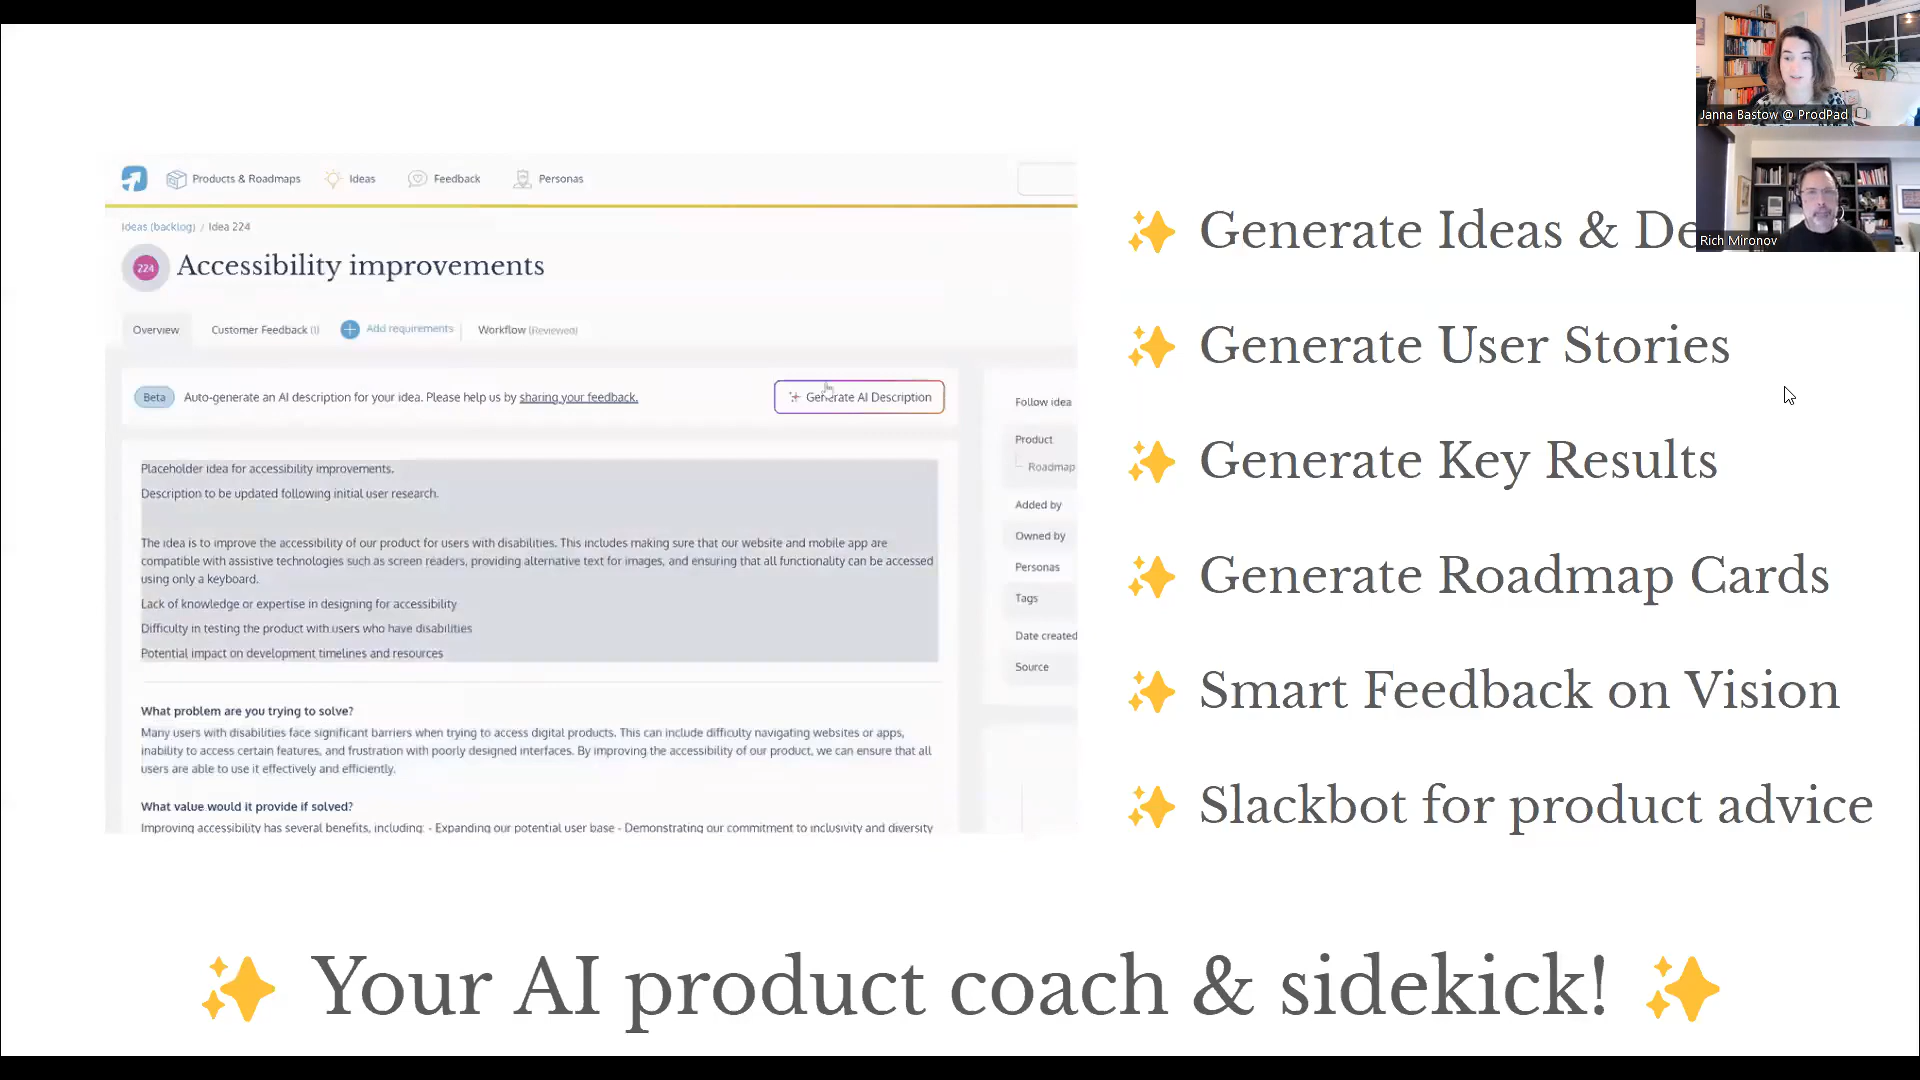 Janna Bastow @ ProdPad
Rich Mironov
Products & Roadmaps
Ideas
Feedback
Personas
Ideas (backlog) / Idea 224
224
Accessibility improvements
Overview
Customer Feedback (1)
Add requirements
Workflow (Reviewed)
Beta
Auto-generate an AI description for your idea. Please help us by sharing your feedback.
Generate AI Description
Placeholder idea for accessibility improvements.
Description to be updated following initial user research.
The idea is to improve the accessibility of our product for users with disabilities. This includes making sure that our website and mobile app are
compatible with assistive technologies such as screen readers, providing alternative text for images, and ensuring that all functionality can be accessed
using only a keyboard.
Lack of knowledge or expertise in designing for accessibility
Difficulty in testing the product with users who have disabilities
Potential impact on development timelines and resources
What problem are you trying to solve?
Many users with disabilities face significant barriers when trying to access digital products. This can include difficulty navigating websites or apps,
inability to access certain features, and frustration with poorly designed interfaces. By improving the accessibility of our product, we can ensure that all
users are able to use it effectively and efficiently.
What value would it provide if solved?
Improving accessibility has several benefits, including: - Expanding our potential user base - Demonstrating our commitment to inclusivity and diversity
Follow idea
Product
Roadmap
Added by
Owned by
Personas
Tags
Date created
Source
Generate Ideas & De
Generate User Stories
Generate Key Results
Generate Roadmap Cards
Smart Feedback on Vision
Slackbot for product advice
Your AI product coach & sidekick!